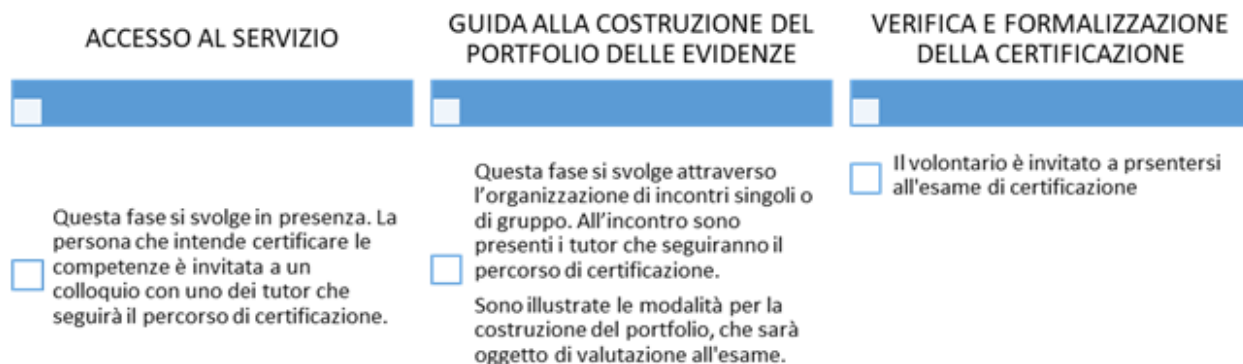 ACCESSO AL SERVIZIO
Questa fase si svolge in presenza. La
persona che intende certificare le
competenze è invitata a un
colloquio con uno dei tutor che
seguirà il percorso di certificazione.
GUIDA ALLA COSTRUZIONE DEL
PORTFOLIO DELLE EVIDENZE
Questa fase si svolge attraverso
l'organizzazione di incontri singoli o
di gruppo. All'incontro sono
presenti i tutor che seguiranno il
percorso di certificazione.
Sono illustrate le modalità per la
costruzione del portfolio, che sarà
oggetto di valutazione all'esame.
VERIFICA E FORMALIZZAZIONE
DELLA CERTIFICAZIONE
Il volontario è invitato a prsentersi
all'esame di certificazione